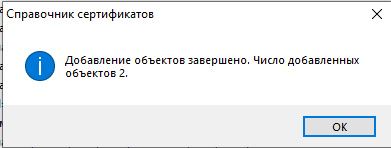 Справочник сертификатов
Добавление объектов завершено. Число добавленных
объектов 2.
OK